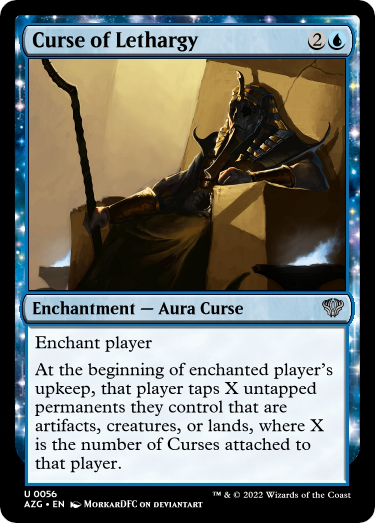 Curse of Lethargy 2
Enchantment — Aura Curse
Enchant player
At the beginning of enchanted player's
upkeep, that player taps X untapped
permanents they control that are
artifacts, creatures, or lands, where X
is the number of Curses attached to
that player.
U 0056
AZG • EN MorkarDFC on deviantart
™ & © 2022 Wizards of the Coast